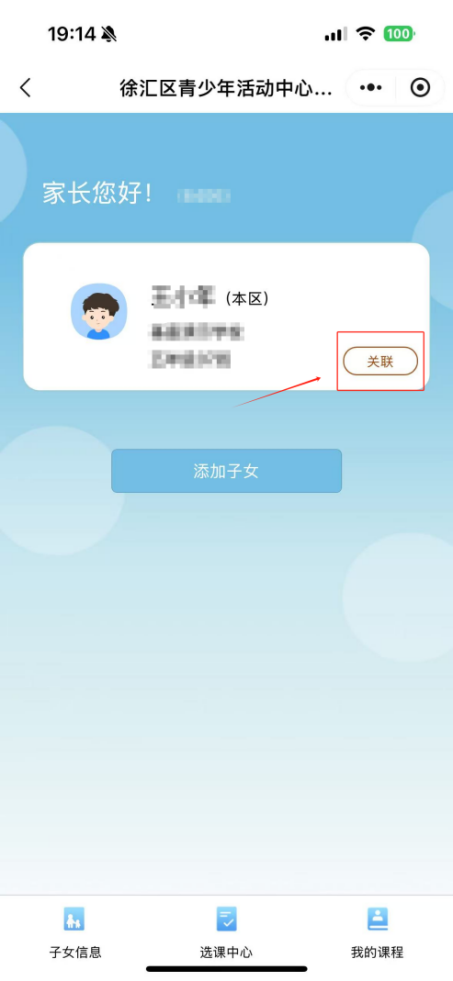 19:14
100
徐汇区青少年活动中心...
家长您好！
（本区）
关联
添加子女
子女信息
选课中心
我的课程